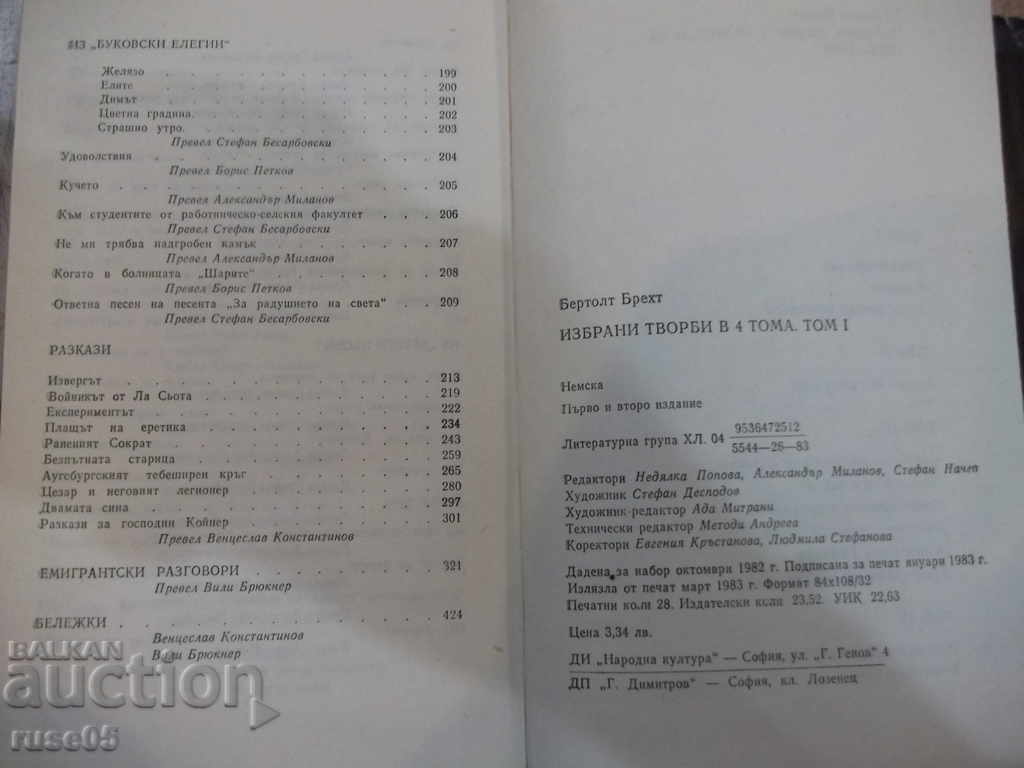 ИЗ „БУКОВСКИ ЕЛЕГИИ“
Желязо . . . . . . . . . . 199
Елите . . . . . . . . . . 200
Димът . . . . . . . . . . 201
Цветна градина . . . . . . . . . . 202
Страшно утро . . . . . . . . . . 203
Превел Стефан Бесарбовски
Удоволствия . . . . . . . . . . 204
Превел Борис Петков
Кучето . . . . . . . . . . 205
Превел Александър Миланов
Към студентите от работническо-селския факултет . . . 206
Превел Стефан Бесарбовски
Не ми трябва надгробен камък . . . . . . 207
Превел Александър Миланов
Когато в болницата „Шарите“ . . . . . . 208
Превел Борис Петков
Ответна песен на песента „За радушието на света“ . . 209
Превел Стефан Бесарбовски
РАЗКАЗИ
Извергът . . . . . . . . . . 213
Войникът от Ла Сьота . . . . . . . . . . 219
Експериментът . . . . . . . . . . 222
Плащът на еретика . . . . . . . . . . 234
Раненият Сократ . . . . . . . . . . 243
Безпътната старица . . . . . . . . . . 259
Аугсбургският тебеширен кръг . . . . . . . . 265
Цезар и неговият легионер . . . . . . . . 280
Двамата сина . . . . . . . . . . 297
Разкази за господин Койнер . . . . . . . . 301
Превел Венцеслав Константинов
ЕМИГРАНТСКИ РАЗГОВОРИ . . . . . . . . 321
Превел Вили Брюкнер
БЕЛЕЖКИ . . . . . . . . . . 424
Венцеслав Константинов
Вили Брюкнер
Бертолт Брехт
ИЗБРАНИ ТВОРБИ В 4 ТОМА. ТОМ I
Немска
Първо и второ издание
Литературна група ХЛ. 04 9536472512
5544—28—83
Редактори Недялка Попова, Александър Миланов, Стефан Начев
Художник Стефан Десподов
Художник-редактор Ада Митрани
Технически редактор Методи Андреев
Коректори Евгения Кръстанова, Людмила Стефанова
Дадена за набор октомври 1982 г. Подписана за печат януари 1983 г.
Излязла от печат март 1983 г. Формат 84х108/32
Печатни коли 28. Издателски коли 23,52. УИК 22,63
Цена 3,34 лв.
ДИ „Народна култура“ — София, ул. „Г. Генов“ 4
ДП „Г. Димитров“ — София, кл. Лозенец
BALKAN
auction
ruse05